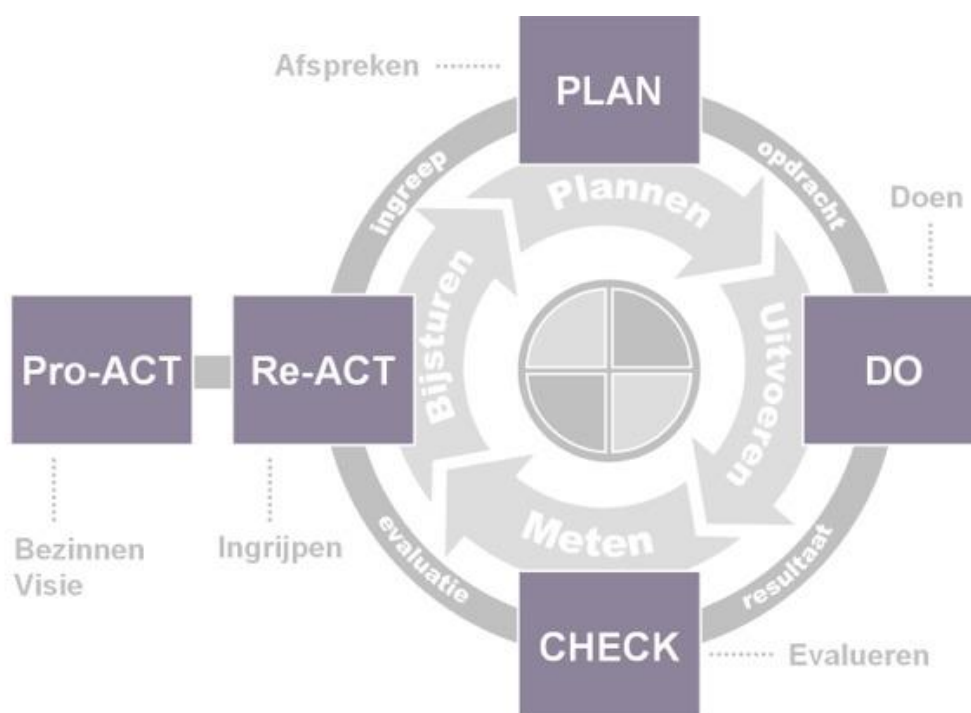 Afspreken
PLAN
ingreep
opdracht
Plannen
Doen
Bijsturen
Uitvoeren
Pro-ACT
Re-ACT
DO
Bezinnen
Visie
Ingrijpen
Meten
evaluatie
resultaat
CHECK
Evalueren